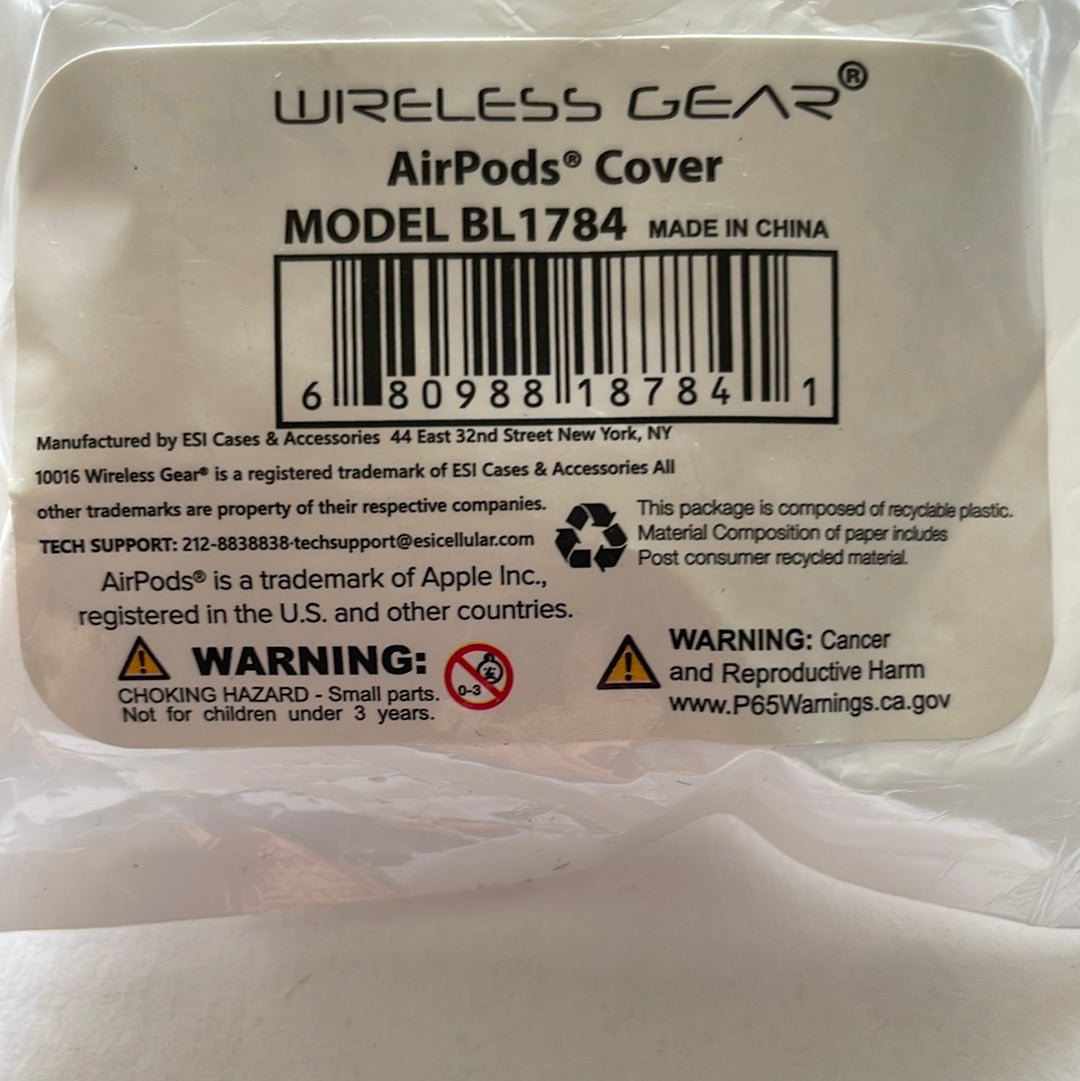 WIRELESS GEAR®
AirPods® Cover
MODEL BL1784 MADE IN CHINA
6 80988 18784 1
Manufactured by ESI Cases & Accessories 44 East 32nd Street New York, NY
10016 Wireless Gear® is a registered trademark of ESI Cases & Accessories All
other trademarks are property of their respective companies.
TECH SUPPORT: 212-8838838·techsupport@esicellular.com
This package is composed of recyclable plastic.
Material Composition of paper includes
Post consumer recycled material.
AirPods® is a trademark of Apple Inc.,
registered in the U.S. and other countries.
WARNING:
CHOKING HAZARD - Small parts.
Not for children under 3 years.
0-3
WARNING: Cancer
and Reproductive Harm
www.P65Warnings.ca.gov